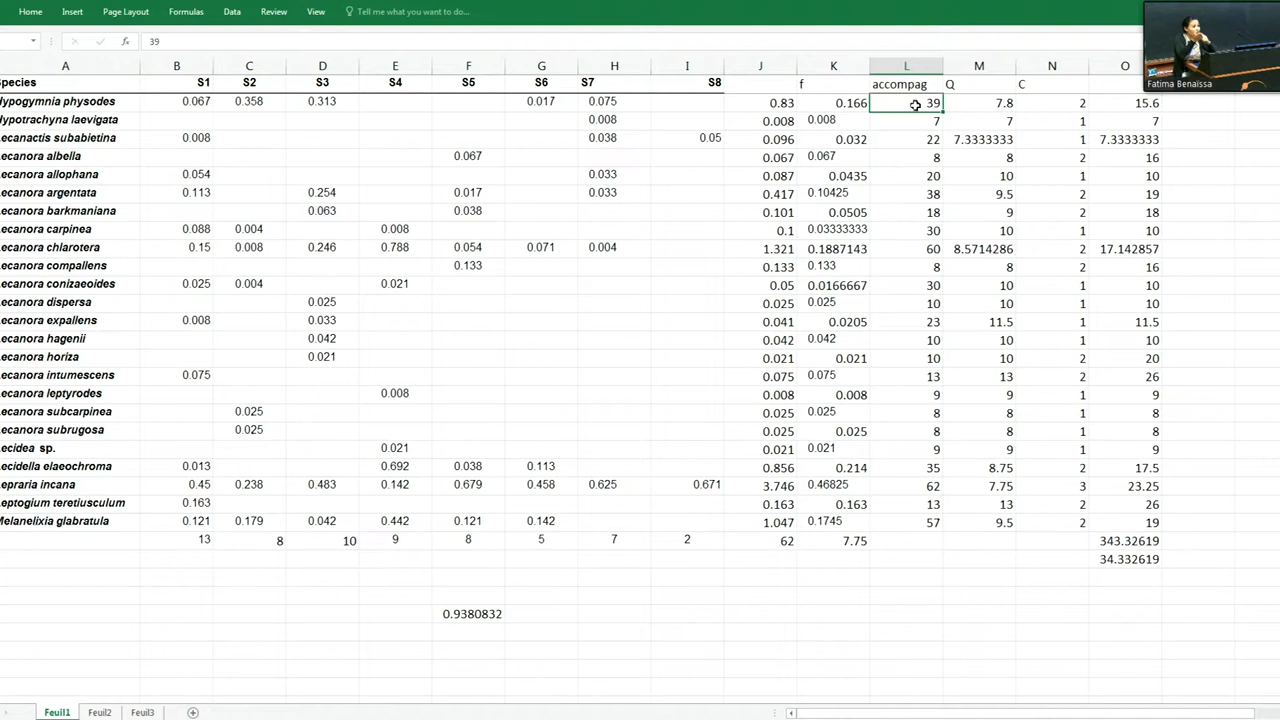 Home Insert Page Layout Formulas Data Review View Tell me what you want to do...
fx 39
A B C D E F G H I J K L M N O
Species S1 S2 S3 S4 S5 S6 S7 S8 f accompag Q C
Hypogymnia physodes 0.067 0.358 0.313 0.017 0.075 0.83 0.166 39 7.8 2 15.6
Hypotrachyna laevigata 0.008 0.008 0.008 7 7 1 7
ecanactis subabietina 0.008 0.038 0.05 0.096 0.032 22 7.3333333 1 7.3333333
ecanora albella 0.067 0.067 0.067 8 8 2 16
ecanora allophana 0.054 0.033 0.087 0.0435 20 10 1 10
ecanora argentata 0.113 0.254 0.017 0.033 0.417 0.10425 38 9.5 2 19
ecanora barkmaniana 0.063 0.038 0.101 0.0505 18 9 2 18
ecanora carpinea 0.088 0.004 0.008 0.1 0.03333333 30 10 1 10
ecanora chlarotera 0.15 0.008 0.246 0.788 0.054 0.071 0.004 1.321 0.1887143 60 8.5714286 2 17.142857
ecanora compallens 0.133 0.133 0.133 8 8 2 16
ecanora conizaeoides 0.025 0.004 0.021 0.05 0.0166667 30 10 1 10
ecanora dispersa 0.025 0.025 0.025 10 10 1 10
ecanora expallens 0.008 0.033 0.041 0.0205 23 11.5 1 11.5
ecanora hagenii 0.042 0.042 0.042 10 10 1 10
ecanora horiza 0.021 0.021 0.021 10 10 2 20
ecanora intumescens 0.075 0.075 0.075 13 13 2 26
ecanora leptyrodes 0.008 0.008 0.008 9 9 1 9
ecanora subcarpinea 0.025 0.025 0.025 8 8 1 8
ecanora subrugosa 0.025 0.025 0.025 8 8 1 8
ecidea sp. 0.021 0.021 0.021 9 9 1 9
ecidella elaeochroma 0.013 0.692 0.038 0.113 0.856 0.214 35 8.75 2 17.5
epraria incana 0.45 0.238 0.483 0.142 0.679 0.458 0.625 0.671 3.746 0.46825 62 7.75 3 23.25
eptogium teretiusculum 0.163 0.163 0.163 13 13 2 26
Melanelixia glabratula 0.121 0.179 0.042 0.442 0.121 0.142 1.047 0.1745 57 9.5 2 19
13 8 10 9 8 5 7 2 62 7.75 343.32619
34.332619
0.9380832
Feuil1 Feuil2 Feuil3
Fatima Benaïssa